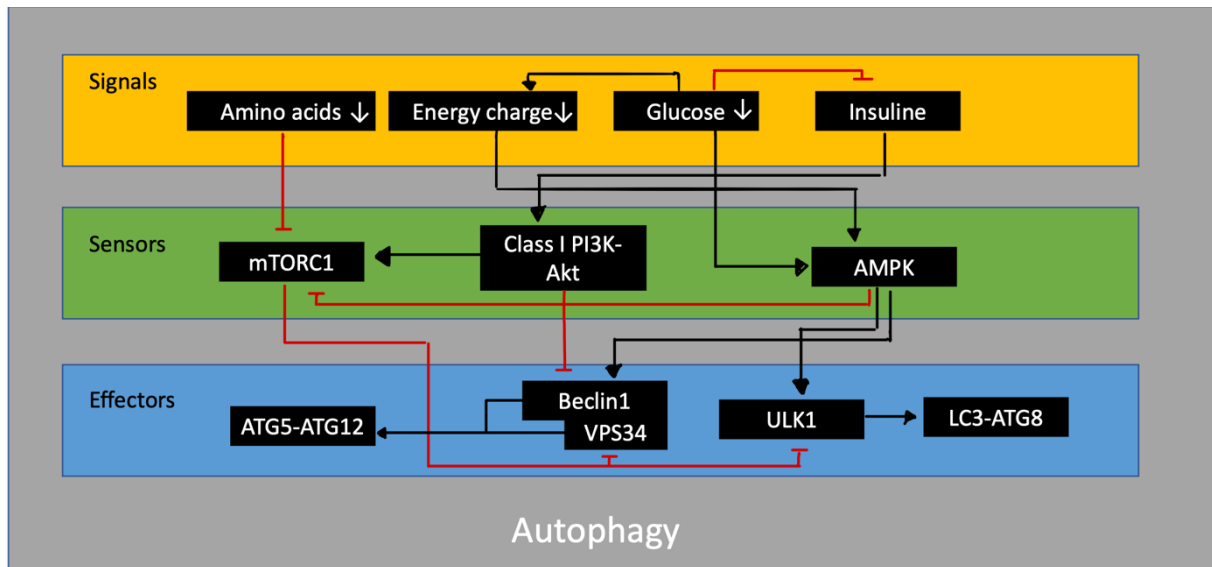 Signals
Amino acids ↓
Energy charge↓
Glucose ↓
Insuline
Sensors
mTORC1
Class I PI3K-
Akt
AMPK
Effectors
ATG5-ATG12
Beclin1
VPS34
ULK1
LC3-ATG8
Autophagy